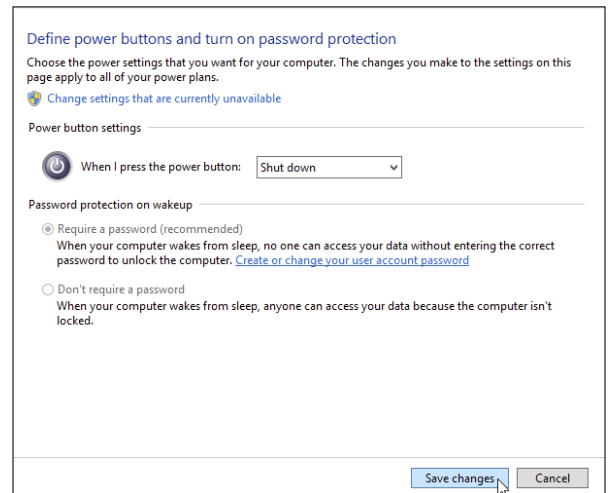 Define power buttons and turn on password protection
Choose the power settings that you want for your computer. The changes you make to the settings on this
page apply to all of your power plans.
Change settings that are currently unavailable
Power button settings
When I press the power button: Shut down
Password protection on wakeup
Require a password (recommended)
When your computer wakes from sleep, no one can access your data without entering the correct
password to unlock the computer. Create or change your user account password
Don't require a password
When your computer wakes from sleep, anyone can access your data because the computer isn't
locked.
Save changes Cancel